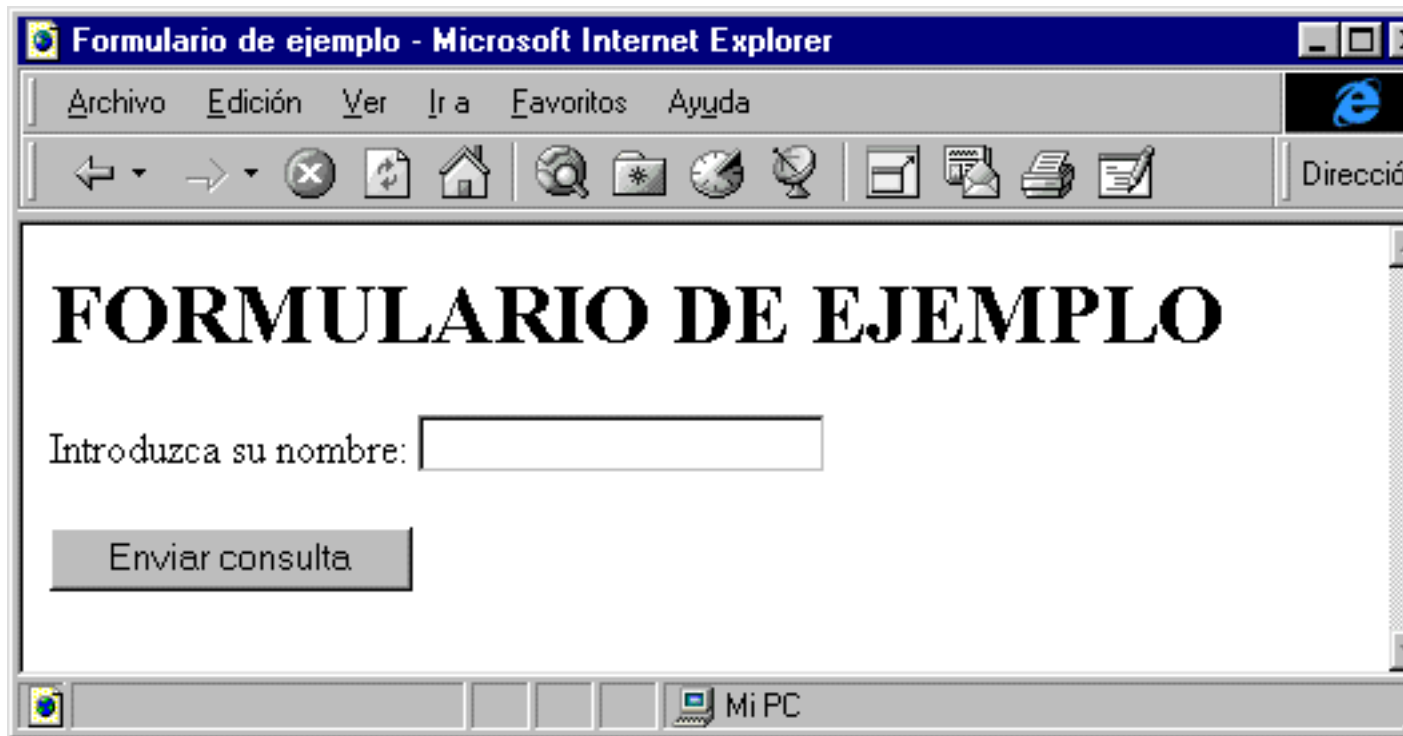 Formulario de ejemplo - Microsoft Internet Explorer
Archivo Edición Ver Ir a Favoritos Ayuda
Direcció
FORMULARIO DE EJEMPLO
Introduzca su nombre:
Enviar consulta
Mi PC